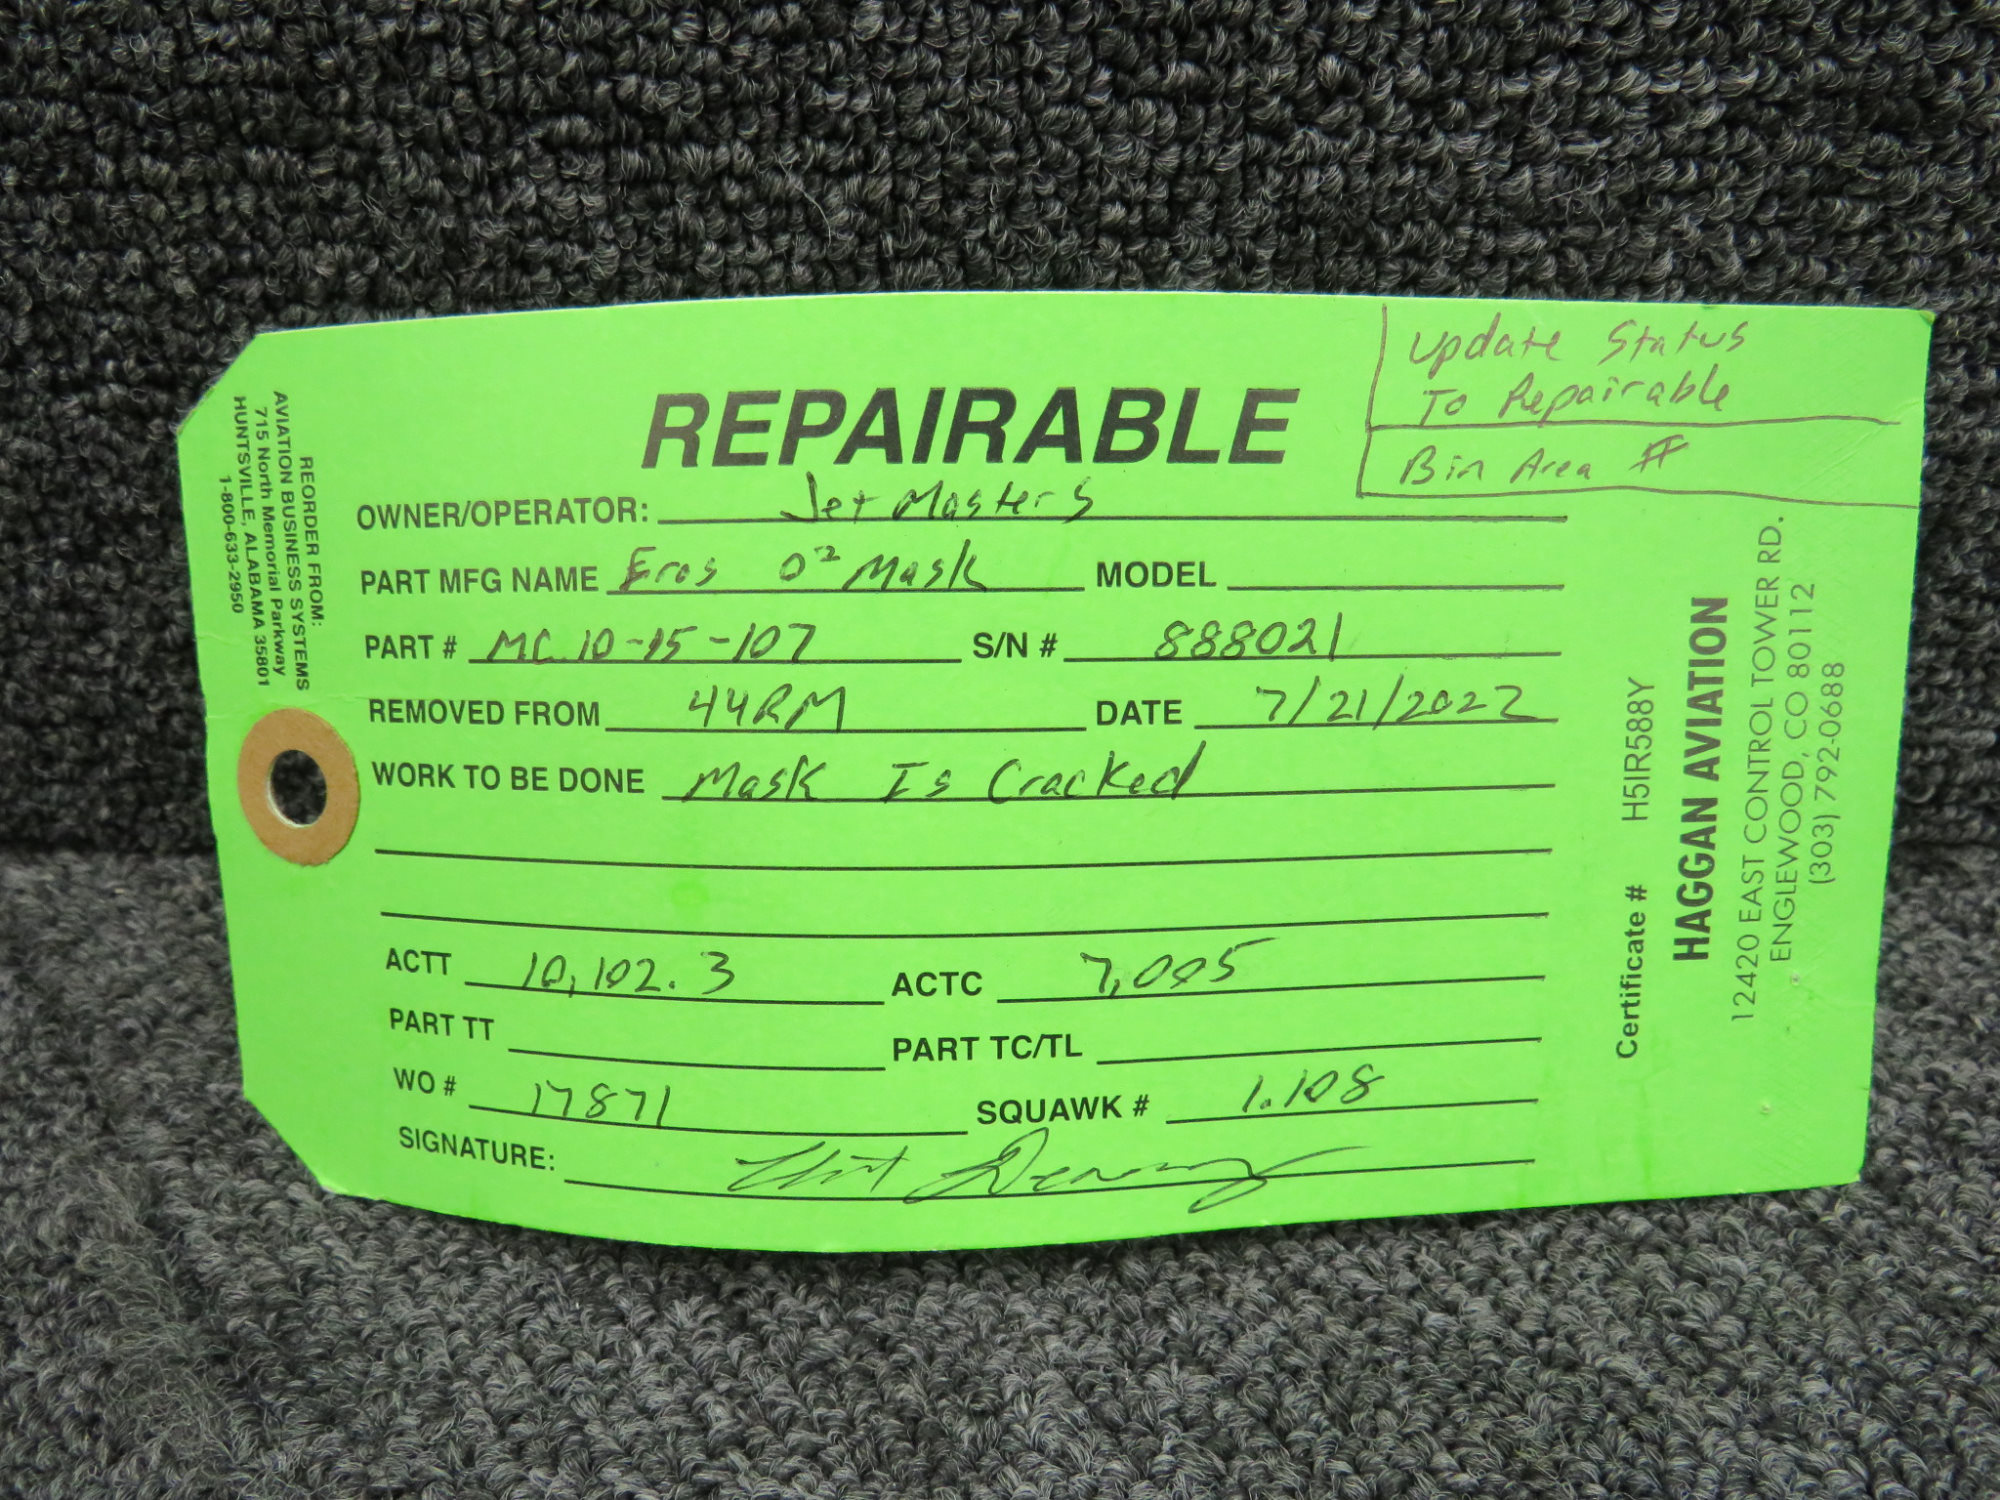 Update Status
To Repairable
Bin Area #
REPAIRABLE
OWNER/OPERATOR: Jet Masters
PART MFG NAME Eros O² Mask MODEL
PART # MC 10-15-107 S/N # 888021
REMOVED FROM 44RM DATE 7/21/2022
WORK TO BE DONE Mask Is Cracked
ACTT 10,102.3 ACTC 7,005
PART TT PART TC/TL
WO # 17871 SQUAWK # 1.108
SIGNATURE:
REORDER FROM:
AVIATION BUSINESS SYSTEMS
715 North Memorial Parkway
HUNTSVILLE, ALABAMA 35801
1-800-633-2950
Certificate # H5IR588Y
HAGGAN AVIATION
12420 EAST CONTROL TOWER RD.
ENGLEWOOD, CO 80112
(303) 792-0688